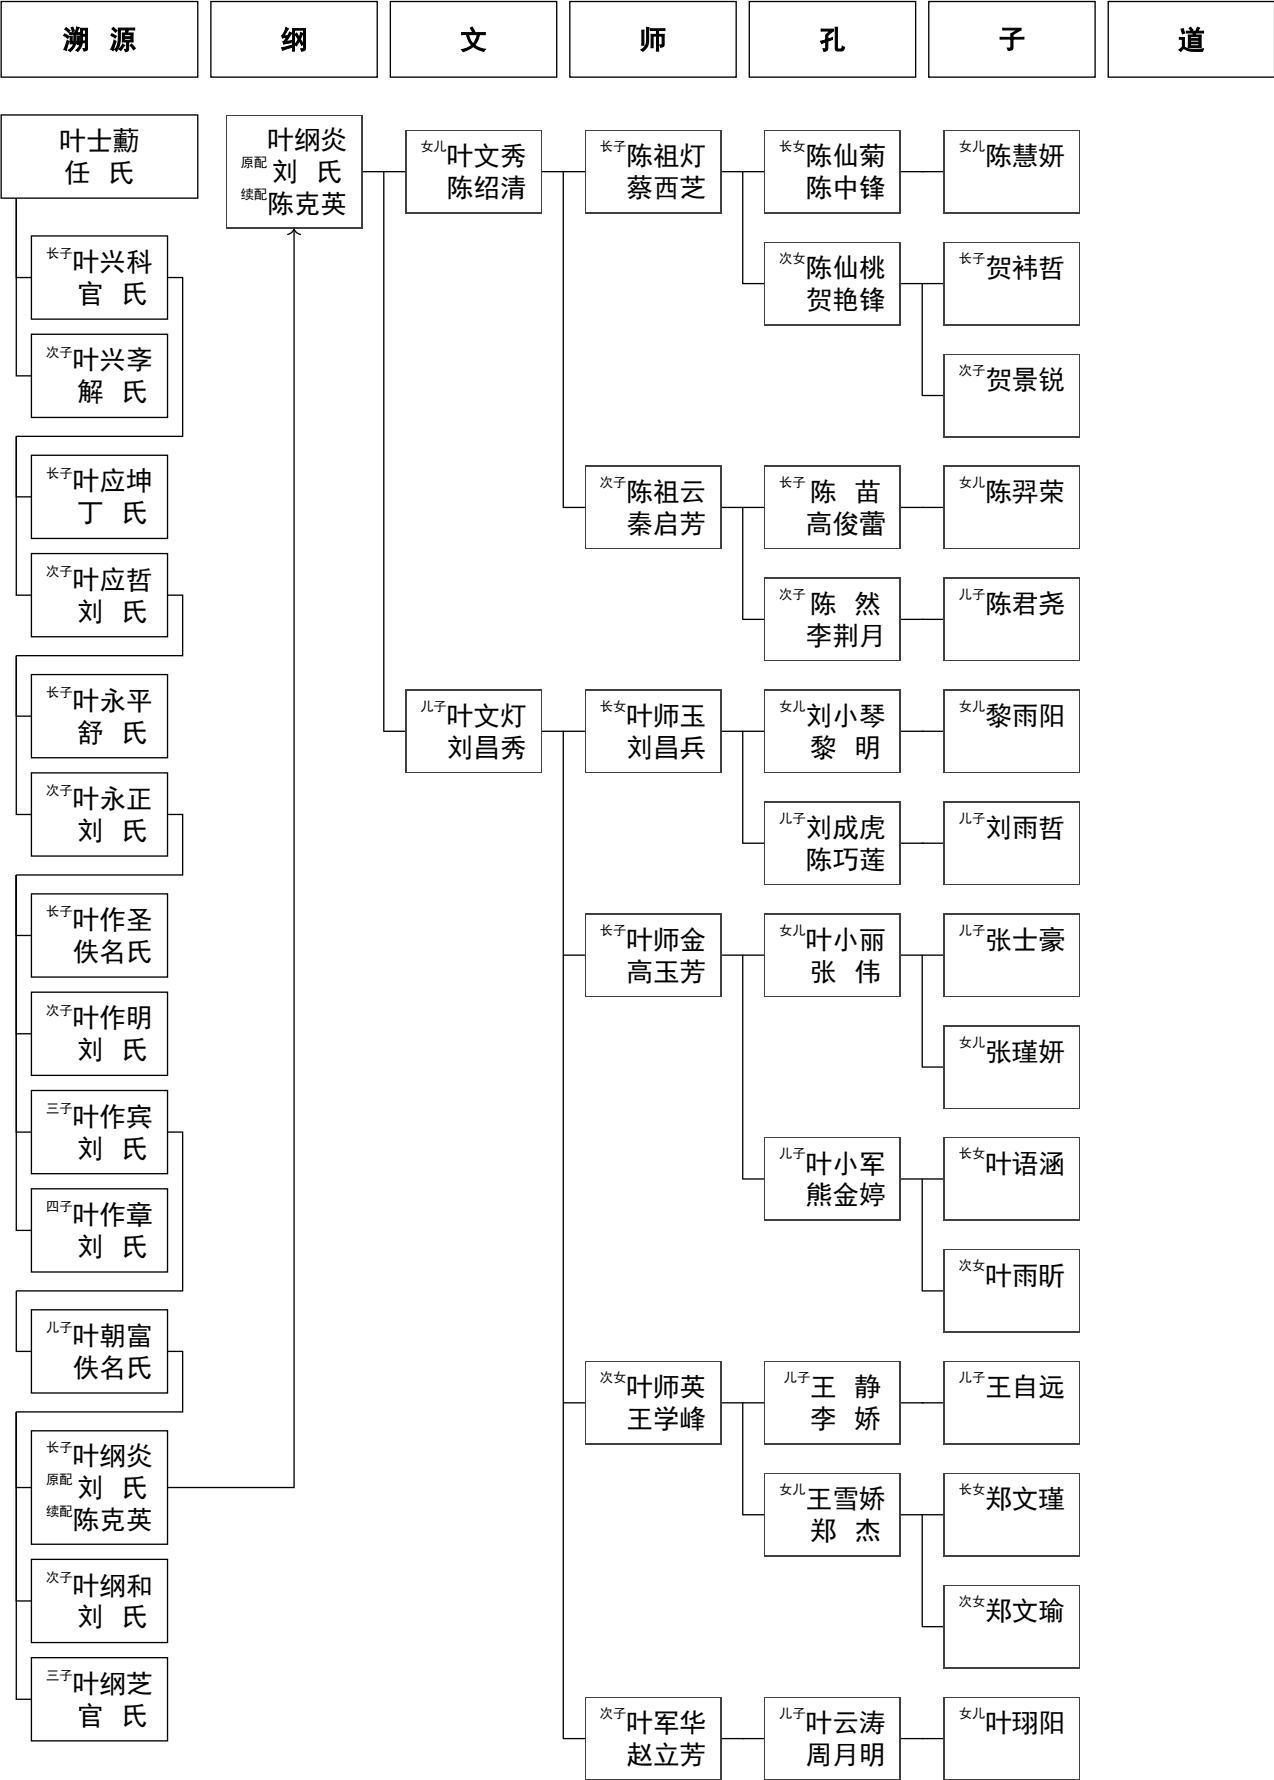 溯 源
纲
文
师
孔
子
道
叶士勷
任 氏
长子叶兴科
官 氏
次子叶兴斈
解 氏
长子叶应坤
丁 氏
次子叶应哲
刘 氏
长子叶永平
舒 氏
次子叶永正
刘 氏
长子叶作圣
佚名氏
次子叶作明
刘 氏
三子叶作宾
刘 氏
四子叶作章
刘 氏
儿子叶朝富
佚名氏
长子叶纲炎
原配刘 氏
续配陈克英
次子叶纲和
刘 氏
三子叶纲芝
官 氏
叶纲炎
原配刘 氏
续配陈克英
女儿叶文秀
陈绍清
儿子叶文灯
刘昌秀
长子陈祖灯
蔡西芝
次子陈祖云
秦启芳
长女叶师玉
刘昌兵
长子叶师金
高玉芳
次女叶师英
王学峰
次子叶军华
赵立芳
长女陈仙菊
陈中锋
次女陈仙桃
贺艳锋
长子陈 苗
高俊蕾
次子陈 然
李荆月
女儿刘小琴
黎 明
儿子刘成虎
陈巧莲
女儿叶小丽
张 伟
儿子叶小军
熊金婷
儿子王 静
李 娇
女儿王雪娇
郑 杰
儿子叶云涛
周月明
女儿陈慧妍
长子贺祎哲
次子贺景锐
女儿陈羿荣
儿子陈君尧
女儿黎雨阳
儿子刘雨哲
儿子张士豪
女儿张瑾妍
长女叶语涵
次女叶雨昕
儿子王自远
长女郑文瑾
次女郑文瑜
女儿叶珝阳